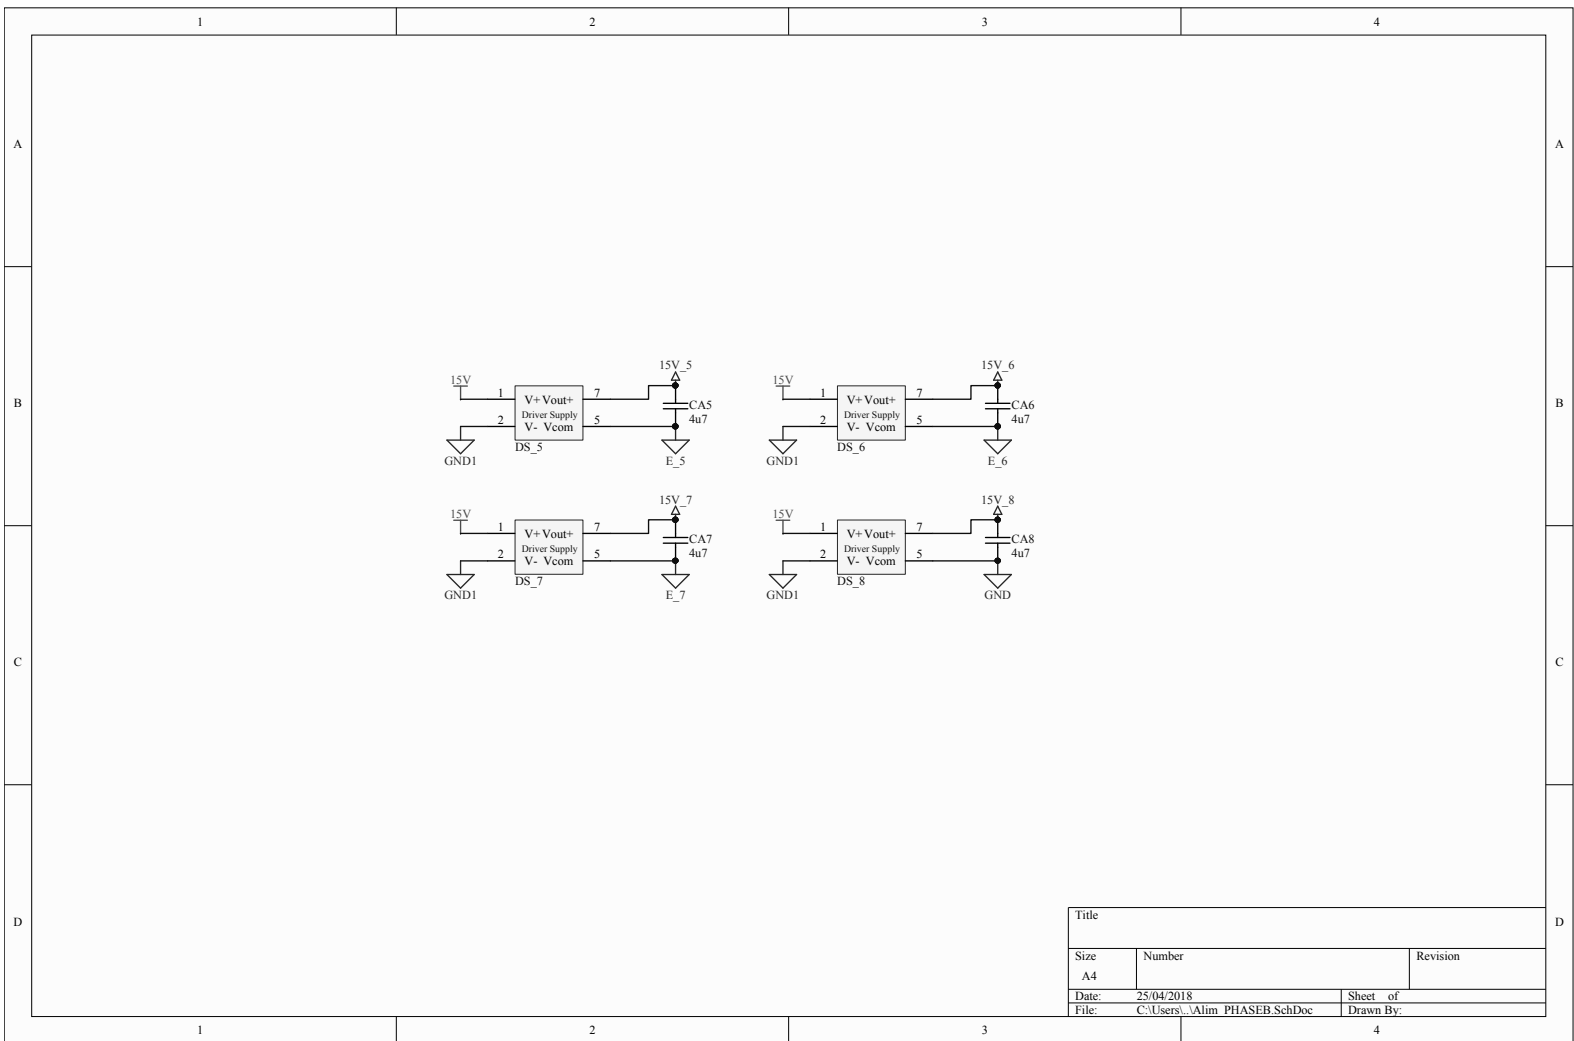 1 2 3 4
A A
15V_5 15V_6
15V 15V
1 V+ Vout+ 7 CA5 1 V+ Vout+ 7 CA6
B Driver Supply 4u7 Driver Supply 4u7 B
2 V- Vcom 5 2 V- Vcom 5
DS_5 DS_6
GND1 E_5 GND1 E_6
15V_7 15V_8
15V 15V
1 V+ Vout+ 7 CA7 1 V+ Vout+ 7 CA8
Driver Supply 4u7 Driver Supply 4u7
2 V- Vcom 5 2 V- Vcom 5
DS_7 DS_8
GND1 E_7 GND1 GND
C C
D D
Title
Size Number Revision
A4
Date: 25/04/2018 Sheet of
File: C:\Users\..\Alim_PHASEB.SchDoc Drawn By:
1 2 3 4